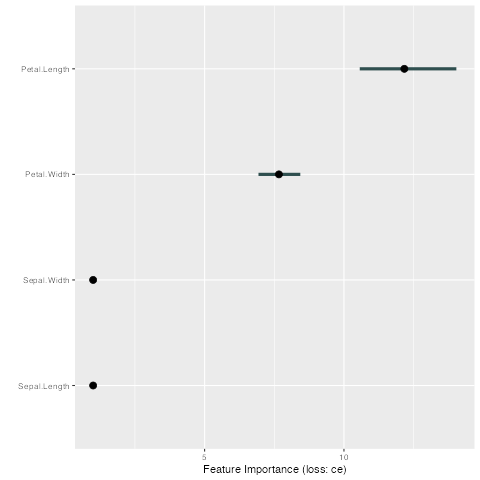 Petal.Length
Petal.Width
Sepal.Width
Sepal.Length
5 10
Feature Importance (loss: ce)